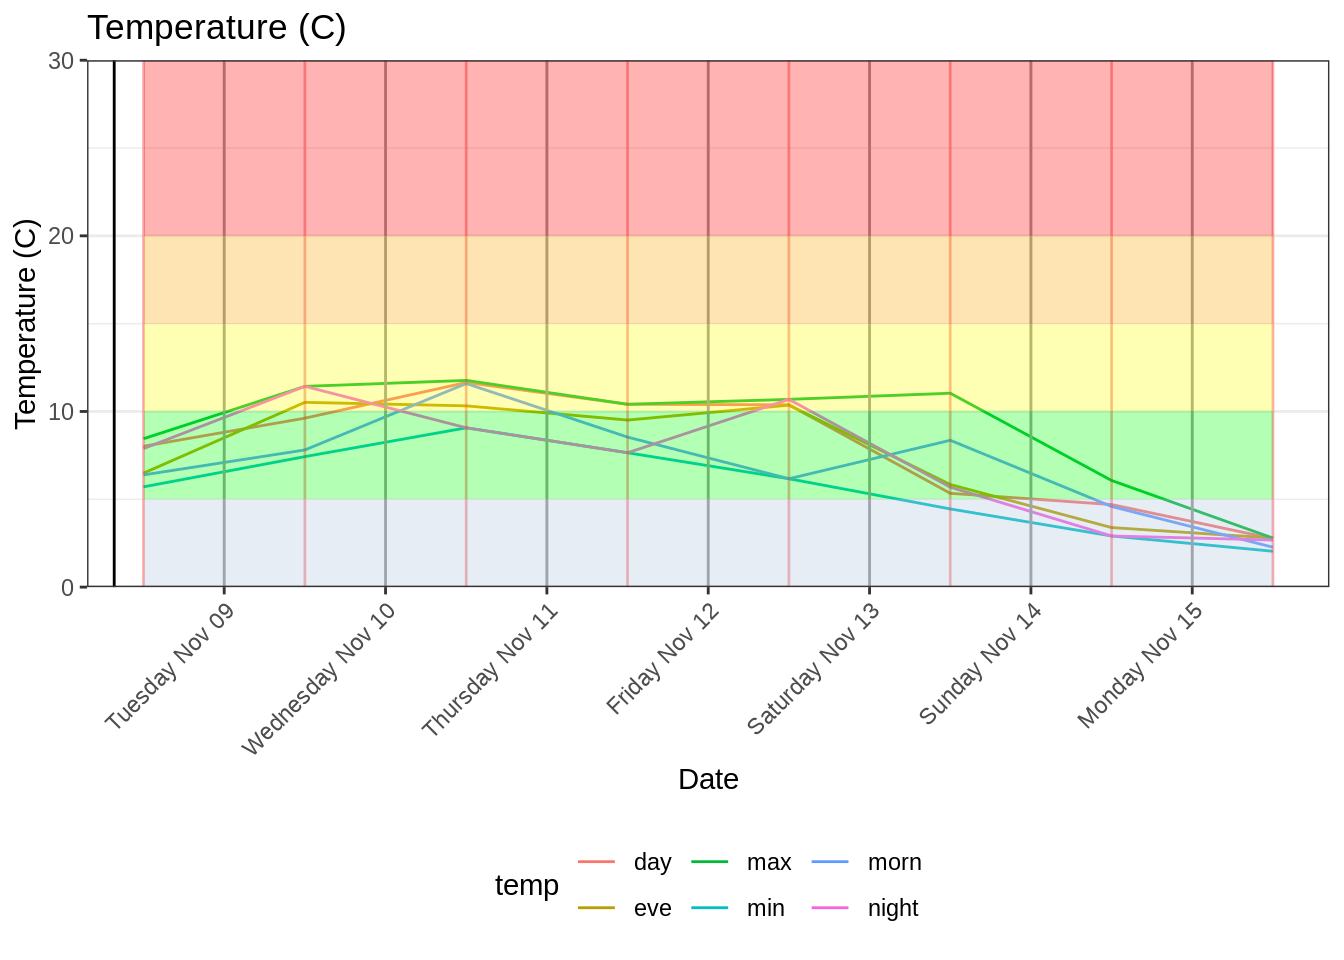 Temperature (C)
Temperature (C)
30
20
10
0
Tuesday Nov 09
Wednesday Nov 10
Thursday Nov 11
Friday Nov 12
Saturday Nov 13
Sunday Nov 14
Monday Nov 15
Date
temp
day
max
morn
eve
min
night